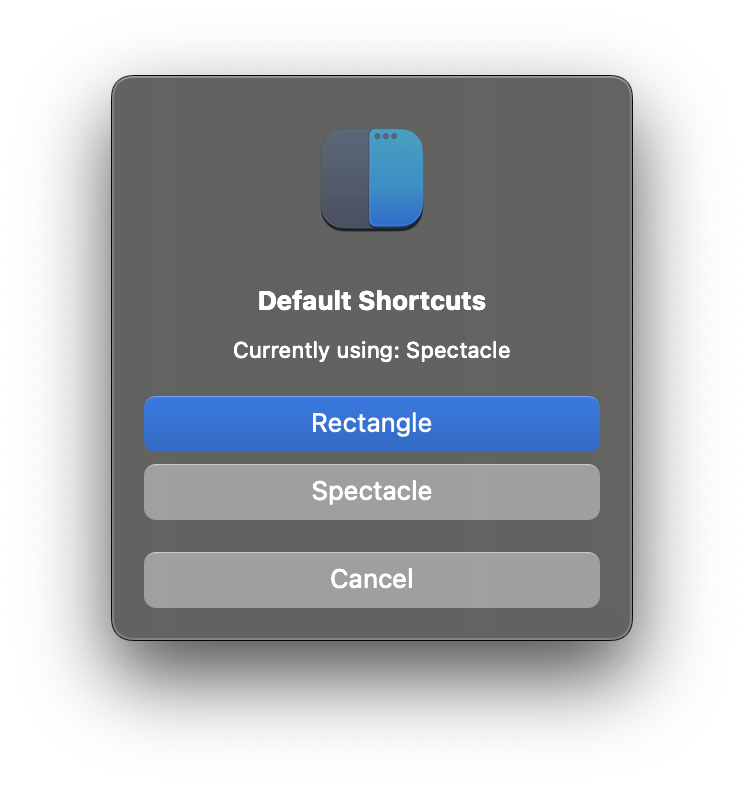 Default Shortcuts
Currently using: Spectacle
Rectangle
Spectacle
Cancel